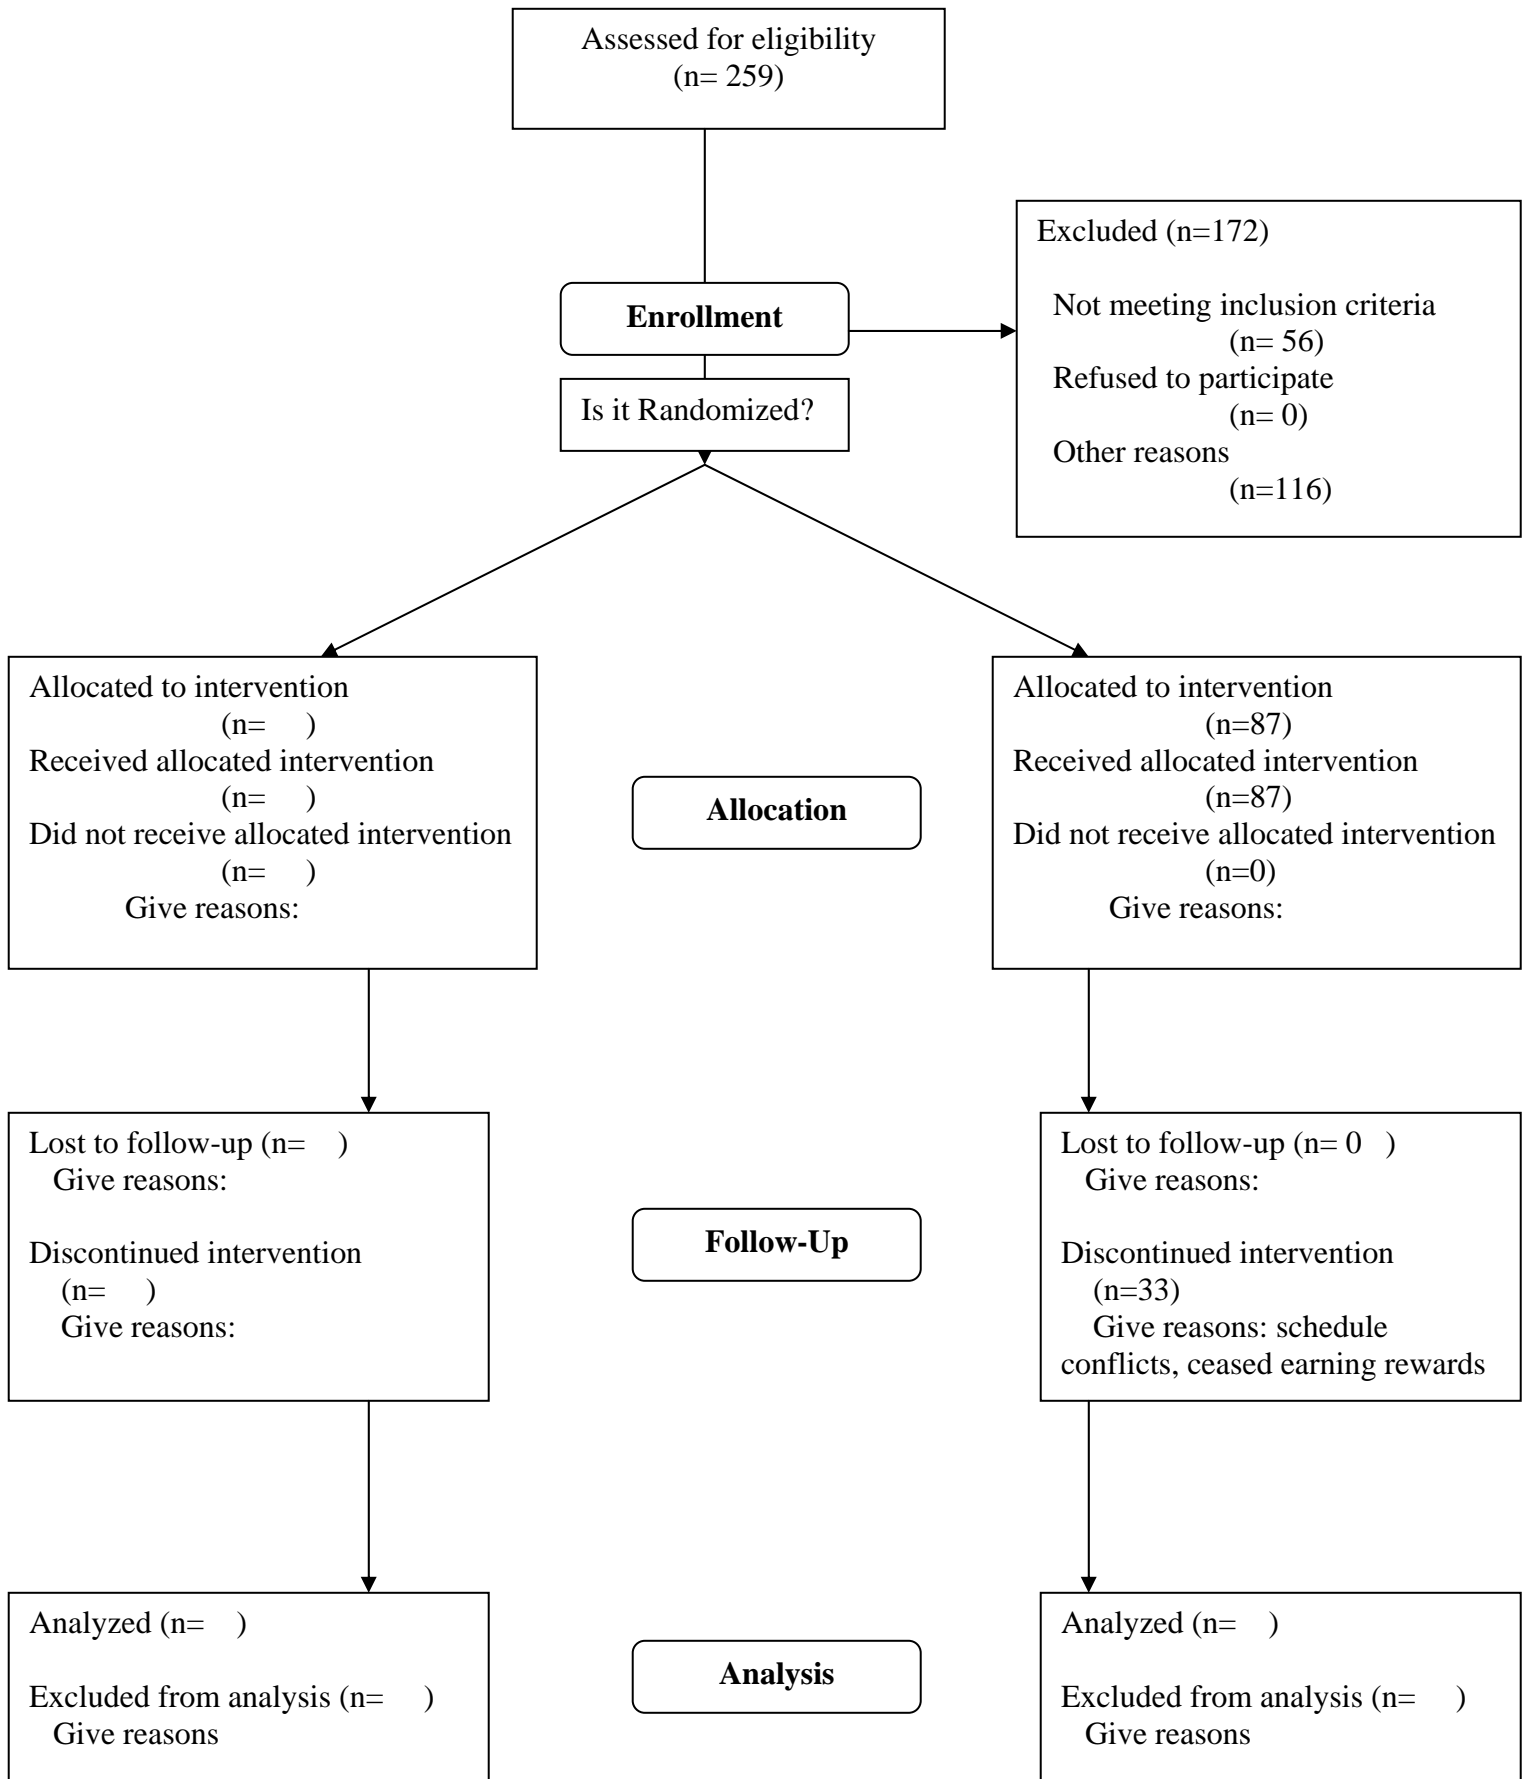 Assessed for eligibility
(n= 259)
Excluded (n=172)
Not meeting inclusion criteria
(n= 56)
Refused to participate
(n= 0)
Other reasons
(n=116)
Enrollment
Is it Randomized?
Allocated to intervention
(n=    )
Received allocated intervention
(n=    )
Did not receive allocated intervention
(n=    )
Give reasons:
Allocation
Allocated to intervention
(n=87)
Received allocated intervention
(n=87)
Did not receive allocated intervention
(n=0)
Give reasons:
Lost to follow-up (n=    )
Give reasons:
Discontinued intervention
(n=    )
Give reasons:
Follow-Up
Lost to follow-up (n= 0   )
Give reasons:
Discontinued intervention
(n=33)
Give reasons: schedule
conflicts, ceased earning rewards
Analyzed (n=    )
Excluded from analysis (n=    )
Give reasons
Analysis
Analyzed (n=    )
Excluded from analysis (n=    )
Give reasons